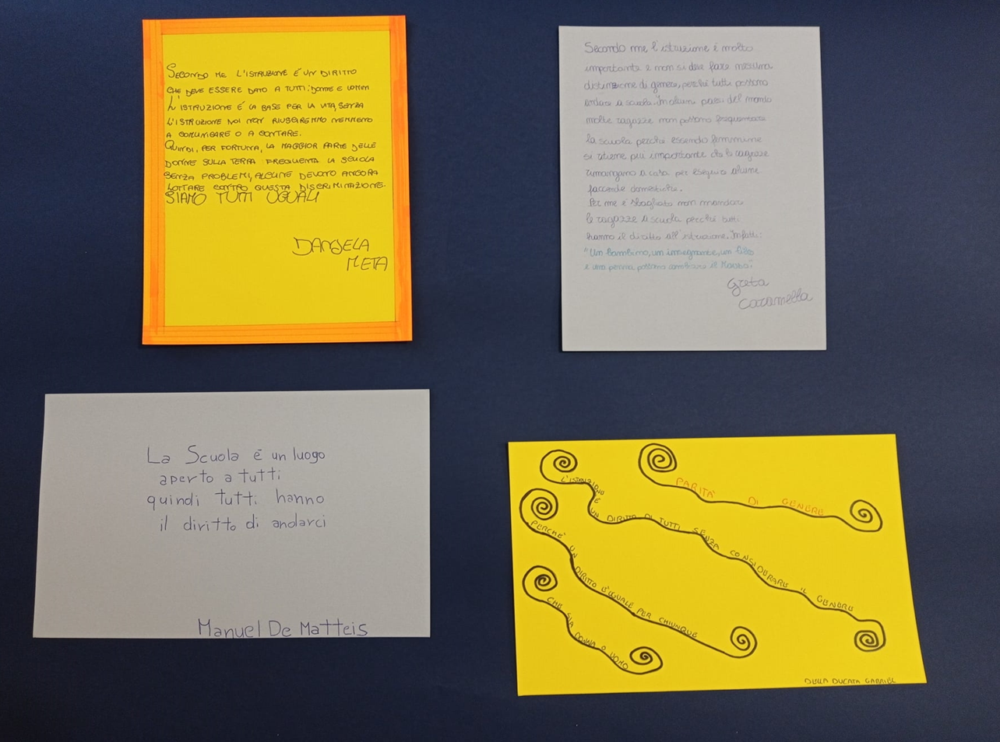 SECONDO ME L'ISTRUZIONE É UN DIRITTO
CHE DEVE ESSERE DATO A TUTTI: DONNE E UOMINI
L'ISTRUZIONE É LA BASE PER LA VITA, SENZA
L'ISTRUZIONE NOI NON RIUSCIREMMO NEMMENO
A COMUNICARE O A CONTARE.
QUINDI, PER FORTUNA, LA MAGGIOR PARTE DELLE
DONNE SULLA TERRA FREQUENTA LA SCUOLA
SENZA PROBLEMI, ALCUNE DEVONO ANCORA
LOTTARE CONTRO QUESTA DISCRIMINAZIONE.
SIAMO TUTTI UGUALI
META
Secondo me l'istruzione è molto
importante e non si deve fare nessuna
distinzione di genere, perché tutti possono
andare a scuola. In alcuni paesi del mondo
molte ragazze non possono frequentare
la scuola perché essendo femmine
si ritiene più importante che le ragazze
rimangano a casa per eseguire alcune
faccende domestiche.
Per me è sbagliato non mandare
le ragazze a scuola perché tutti
hanno il diritto all'istruzione. Infatti:
"Un bambino, un insegnante, un libro
e una penna possono cambiare il Mondo".
Greta
La Scuola è un luogo
aperto a tutti
quindi tutti hanno
il diritto di andarci
Manuel De Matteis
PARITA' DI GENERE
L'ISTRUZIONE É UN DIRITTO DI TUTTI SENZA CONSIDERARE IL GENERE
PERCHE' UN DIRITTO E' UGUALE PER CHIUNQUE
CHE SIA DONNA O UOMO
DELLA DUCATA GABRIEL